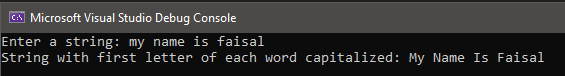 Microsoft Visual Studio Debug Console
Enter a string: my name is faisal
String with first letter of each word capitalized: My Name Is Faisal